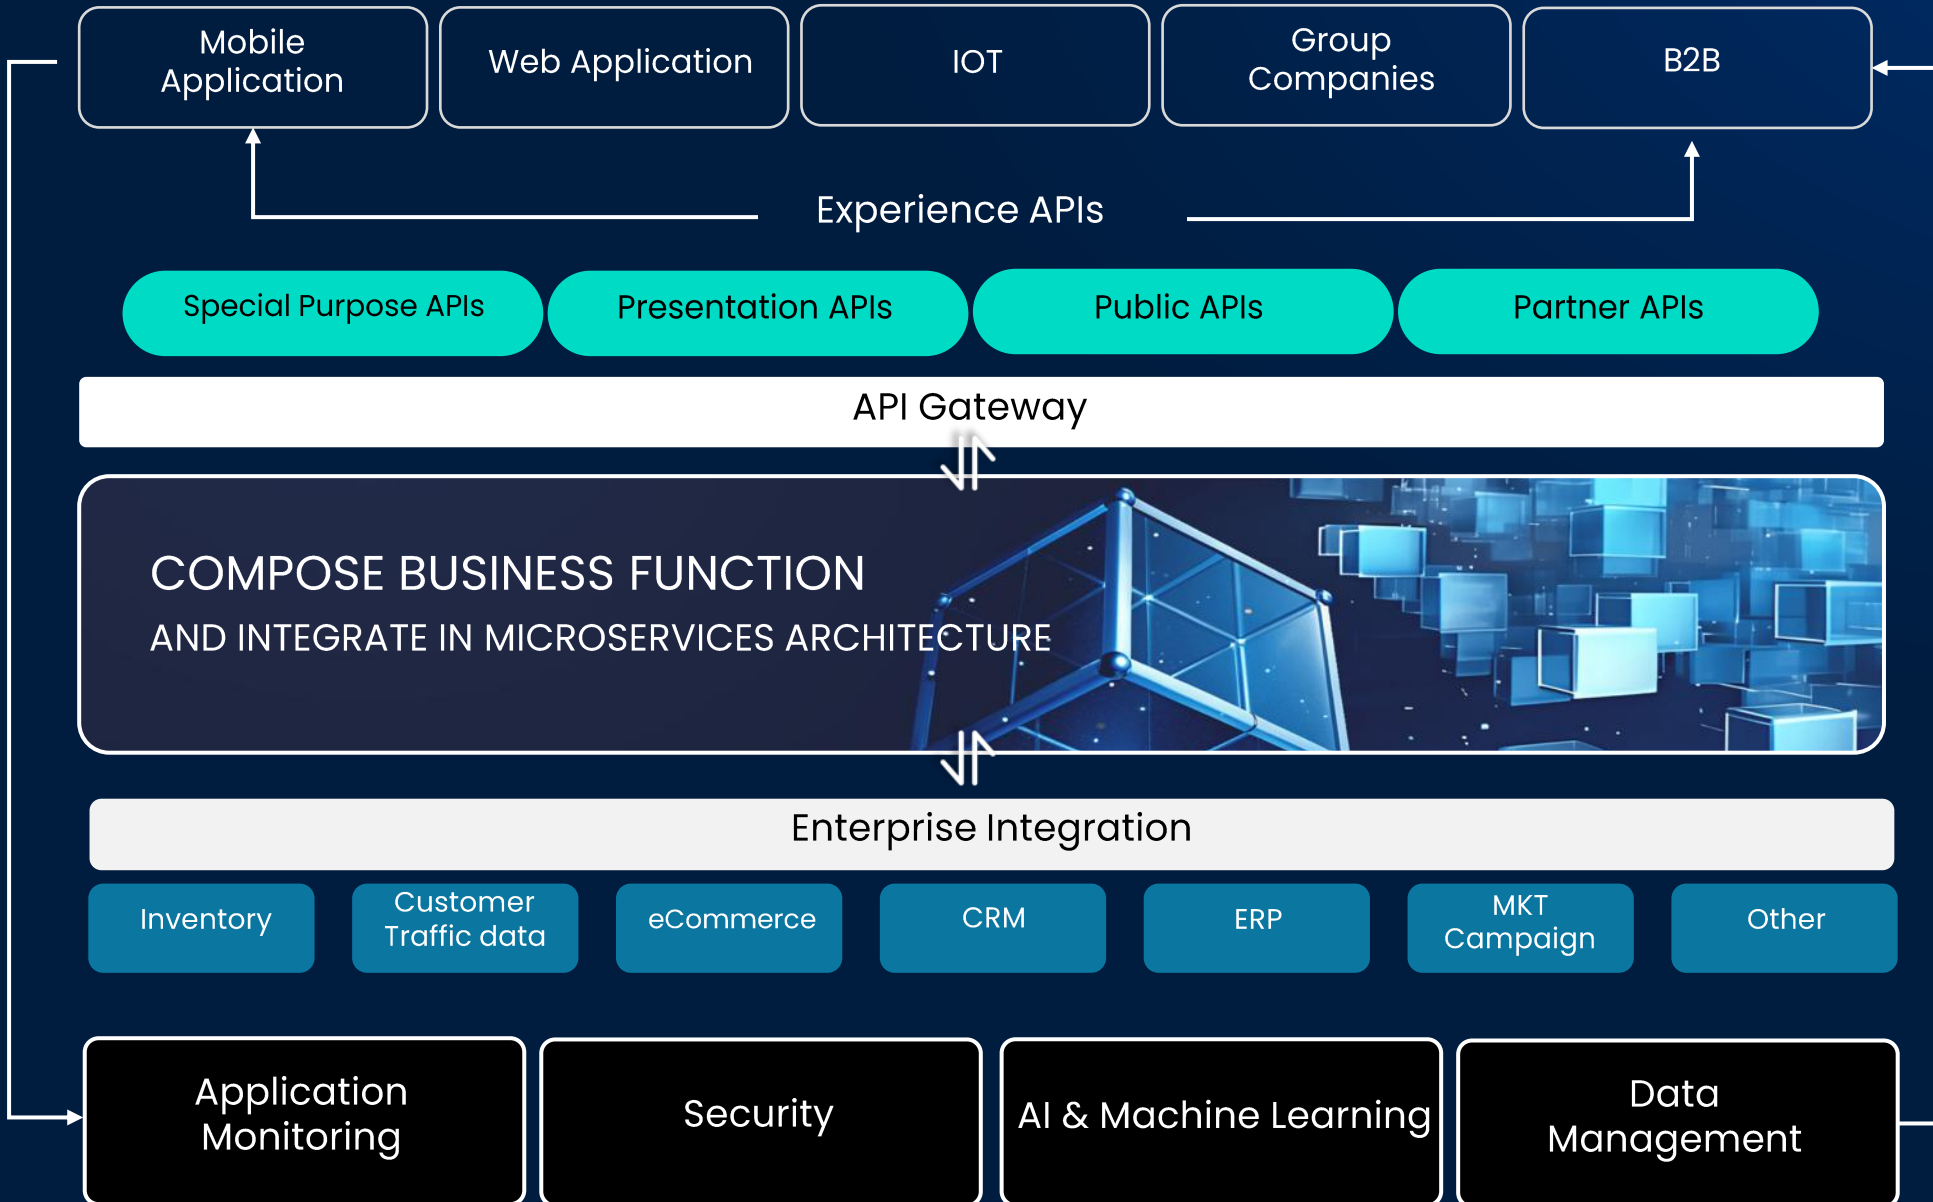 Mobile
Application
Web Application
IOT
Group
Companies
B2B
Experience APIs
Special Purpose APIs
Presentation APIs
Public APIs
Partner APIs
API Gateway
COMPOSE BUSINESS FUNCTION
AND INTEGRATE IN MICROSERVICES ARCHITECTURE
Enterprise Integration
Inventory
Customer
Traffic data
eCommerce
CRM
ERP
MKT
Campaign
Other
Application
Monitoring
Security
AI & Machine Learning
Data
Management